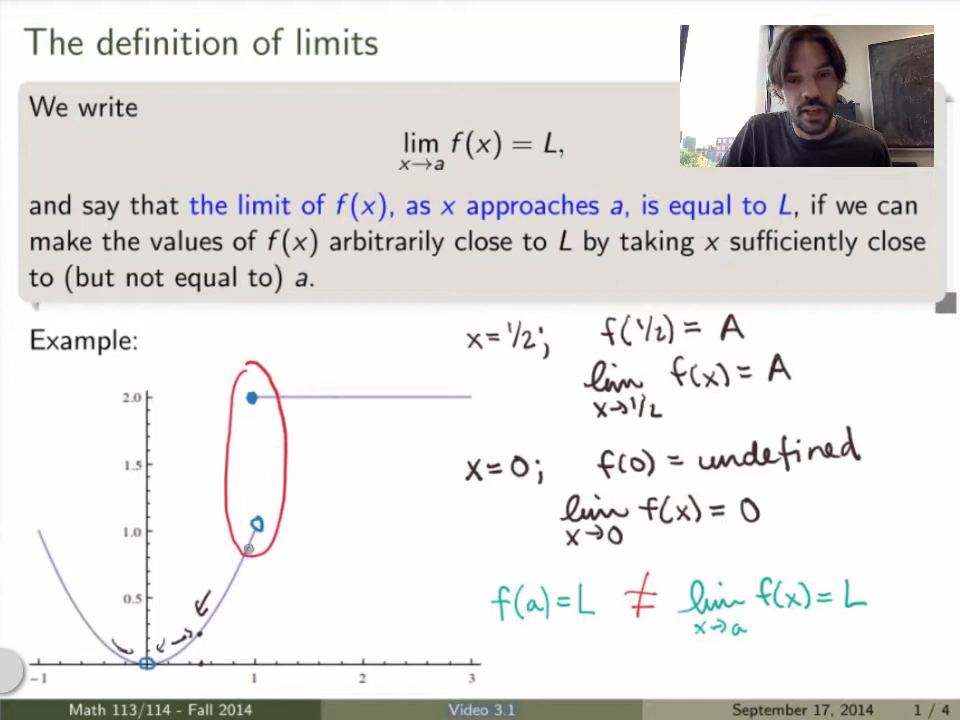 The definition of limits
We write
lim f(x) = L,
x→a
and say that the limit of f(x), as x approaches a, is equal to L, if we can
make the values of f(x) arbitrarily close to L by taking x sufficiently close
to (but not equal to) a.
Example:
x = 1/2; f(1/2) = A
lim f(x) = A
x→1/2
x = 0; f(0) = undefined
lim f(x) = 0
x→0
f(a) = L ≠ lim f(x) = L
x→a
2.0
1.5
1.0
0.5
−1 1 2 3
Math 113/114 - Fall 2014 Video 3.1 September 17, 2014 1 / 4